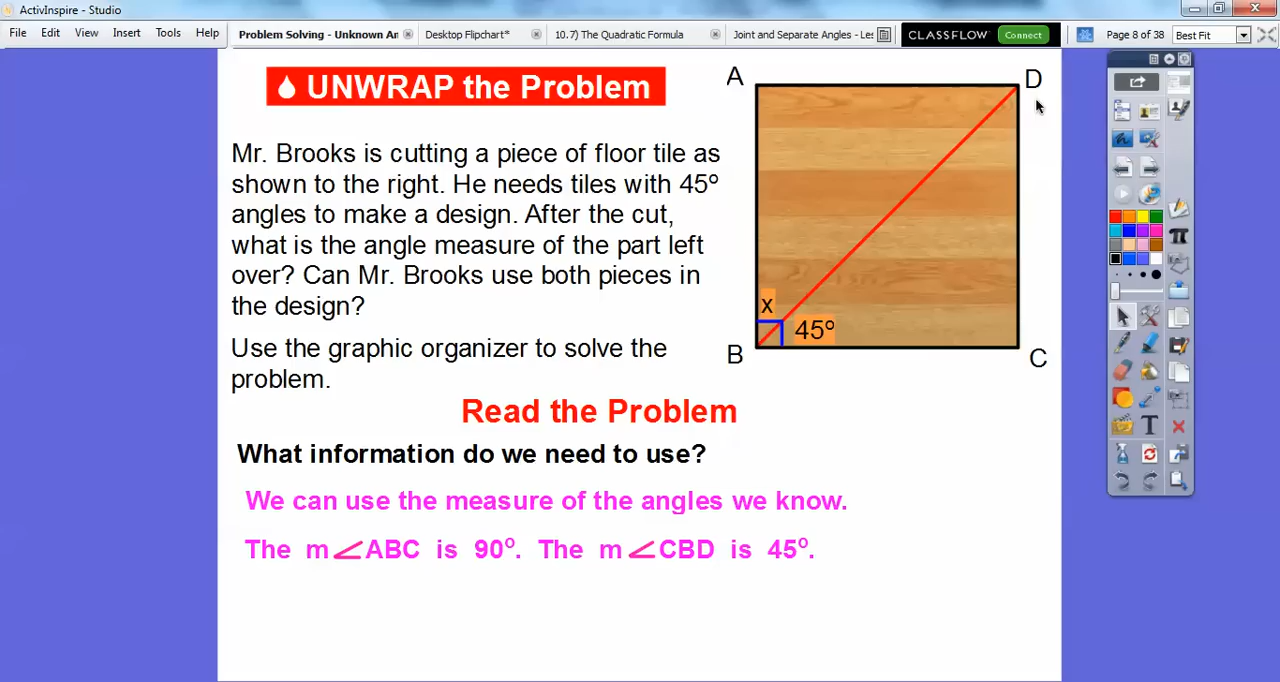 ActivInspire - Studio
File Edit View Insert Tools Help
Problem Solving - Unknown Ar
Desktop Flipchart*
10.7) The Quadratic Formula
Joint and Separate Angles - Les
CLASSFLOW Connect
Page 8 of 38
Best Fit
UNWRAP the Problem
Mr. Brooks is cutting a piece of floor tile as
shown to the right. He needs tiles with 45º
angles to make a design. After the cut,
what is the angle measure of the part left
over? Can Mr. Brooks use both pieces in
the design?
Use the graphic organizer to solve the
problem.
A
D
x
45º
B
C
Read the Problem
What information do we need to use?
We can use the measure of the angles we know.
The m∠ABC is 90º. The m∠CBD is 45º.